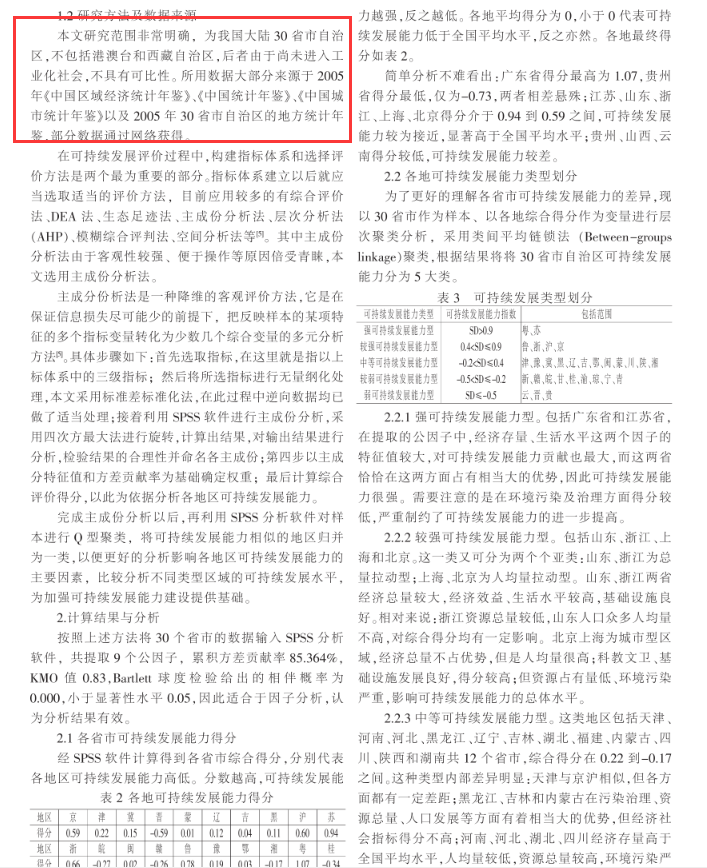 1.2 研究方法及数据来源
本文研究范围非常明确，为我国大陆 30 省市自治
区,不包括港澳台和西藏自治区,后者由于尚未进入工
业化社会,不具有可比性。所用数据大部分来源于 2005
年《中国区域经济统计年鉴》、《中国统计年鉴》、《中国城
市统计年鉴》以及 2005 年 30 省市自治区的地方统计年
鉴,部分数据通过网络获得。
在可持续发展评价过程中,构建指标体系和选择评
价方法是两个最为重要的部分。指标体系建立以后就应
当选取适当的评价方法，目前应用较多的有综合评价
法、DEA 法、生态足迹法、主成份分析法、层次分析法
(AHP)、模糊综合评判法、空间分析法等[5]。其中主成份
分析法由于客观性较强、便于操作等原因倍受青睐,本
文选用主成份分析法。
主成分份析法是一种降维的客观评价方法,它是在
保证信息损失尽可能少的前提下，把反映样本的某项特
征的多个指标变量转化为少数几个综合变量的多元分析
方法[6]。具体步骤如下:首先选取指标,在这里就是指以上
标体系中的三级指标；然后将所选指标进行无量纲化处
理,本文采用标准差标准化法,在此过程中逆向数据均已
做了适当处理;接着利用 SPSS 软件进行主成份分析,采
用四次方最大法进行旋转,计算出结果,对输出结果进行
分析,检验结果的合理性并命名各主成份;第四步以主成
分特征值和方差贡献率为基础确定权重；最后计算综合
评价得分,以此为依据分析各地区可持续发展能力。
完成主成份分析以后,再利用 SPSS 分析软件对样
本进行 Q 型聚类，将可持续发展能力相似的地区归并
为一类,以便更好的分析影响各地区可持续发展能力的
主要因素，比较分析不同类型区域的可持续发展水平,
为加强可持续发展能力建设提供基础。
2.计算结果与分析
按照上述方法将 30 个省市的数据输入 SPSS 分析
软件，共提取 9 个公因子，累积方差贡献率 85.364%,
KMO 值 0.83,Bartlett 球度检验给出的相伴概率为
0.000,小于显著性水平 0.05,因此适合于因子分析,认
为分析结果有效。
2.1 各省市可持续发展能力得分
经 SPSS 软件计算得到各省市综合得分,分别代表
各地区可持续发展能力高低。分数越高,可持续发展能
表 2 各地可持续发展能力得分
地区 京 津 冀 晋 蒙 辽 吉 黑 沪 苏
得分 0.59 0.22 0.15 -0.59 0.01 0.12 0.04 0.11 0.60 0.94
地区 浙 皖 闽 赣 鲁 豫 鄂 湘 粤 桂
得分 0.66 -0.27 0.02 -0.26 0.78 0.19 0.03 -0.17 1.07 -0.34
力越强,反之越低。各地平均得分为 0,小于 0 代表可持
续发展能力低于全国平均水平,反之亦然。各地最终得
分如表 2。
简单分析不难看出:广东省得分最高为 1.07,贵州
省得分最低,仅为-0.73,两者相差悬殊;江苏、山东、浙
江、上海、北京得分介于 0.94 到 0.59 之间,可持续发展
能力较为接近,显著高于全国平均水平;贵州、山西、云
南得分较低,可持续发展能力较差。
2.2 各地可持续发展能力类型划分
为了更好的理解各省市可持续发展能力的差异,现
以 30 省市作为样本、以各地综合得分作为变量进行层
次聚类分析，采用类间平均链锁法 (Between-groups
linkage)聚类,根据结果将将 30 省市自治区可持续发展
能力分为 5 大类。
表 3 可持续发展类型划分
可持续发展能力类型 可持续发展能力指数 包括范围
强可持续发展能力型 SD>0.9 粤、苏
较强可持续发展能力型 0.4<SD≤0.9 鲁、浙、沪、京
中等可持续发展能力型 -0.2<SD≤0.4 津、豫、冀、黑、辽、吉、鄂、闽、蒙、川、陕、湘
较弱可持续发展能力型 -0.5<SD≤-0.2 新、赣、皖、甘、桂、渝、琼、宁、青
弱可持续发展能力型 SD≤-0.5 云、晋、贵
2.2.1 强可持续发展能力型。包括广东省和江苏省,
在提取的公因子中,经济存量、生活水平这两个因子的
特征值较大,对可持续发展能力贡献也最大,而这两省
恰恰在这两方面占有相当大的优势,因此可持续发展能
力很强。需要注意的是在环境污染及治理方面得分较
低,严重制约了可持续发展能力的进一步提高。
2.2.2 较强可持续发展能力型。包括山东、浙江、上
海和北京。这一类又可分为两个个亚类:山东、浙江为总
量拉动型;上海、北京为人均量拉动型。山东、浙江两省
经济总量较大,经济效益、生活水平较高,基础设施良
好。相对来说:浙江资源总量较低,山东人口众多人均量
不高,对综合得分均有一定影响。北京上海为城市型区
域,经济总量不占优势,但是人均量很高;科教文卫、基
础设施发展良好,得分较高;但资源占有量低、环境污染
严重,影响可持续发展能力的总体水平。
2.2.3 中等可持续发展能力型。这类地区包括天津、
河南、河北、黑龙江、辽宁、吉林、湖北、福建、内蒙古、四
川、陕西和湖南共 12 个省市,综合得分在 0.22 到-0.17
之间。这种类型内部差异明显:天津与京沪相似,但各方
面都有一定差距;黑龙江、吉林和内蒙古在污染治理、资
源总量、人口发展等方面有着相当大的优势,但经济社
会指标得分不高;河南、河北、湖北、四川经济存量高于
全国平均水平,人均量较低,资源总量较高,环境污染严